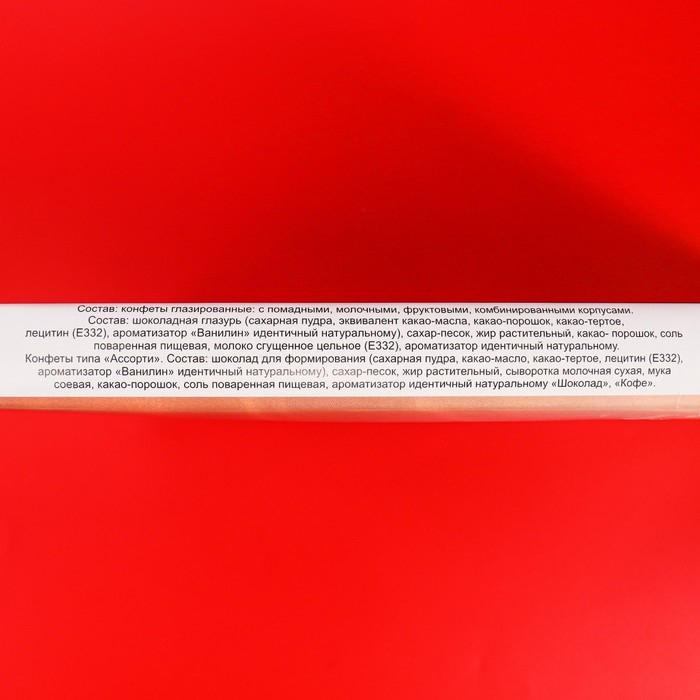 Состав: конфеты глазированные: с помадными, молочными, фруктовыми, комбинированными корпусами.
Состав: шоколадная глазурь (сахарная пудра, эквивалент какао-масла, какао-порошок, какао-тертое,
лецитин (Е332), ароматизатор «Ванилин» идентичный натуральному), сахар-песок, жир растительный, какао- порошок, соль
поваренная пищевая, молоко сгущенное цельное (Е332), ароматизатор идентичный натуральному.
Конфеты типа «Ассорти». Состав: шоколад для формирования (сахарная пудра, какао-масло, какао-тертое, лецитин (Е332),
ароматизатор «Ванилин» идентичный натуральному), сахар-песок, жир растительный, сыворотка молочная сухая, мука
соевая, какао-порошок, соль поваренная пищевая, ароматизатор идентичный натуральному «Шоколад», «Кофе».